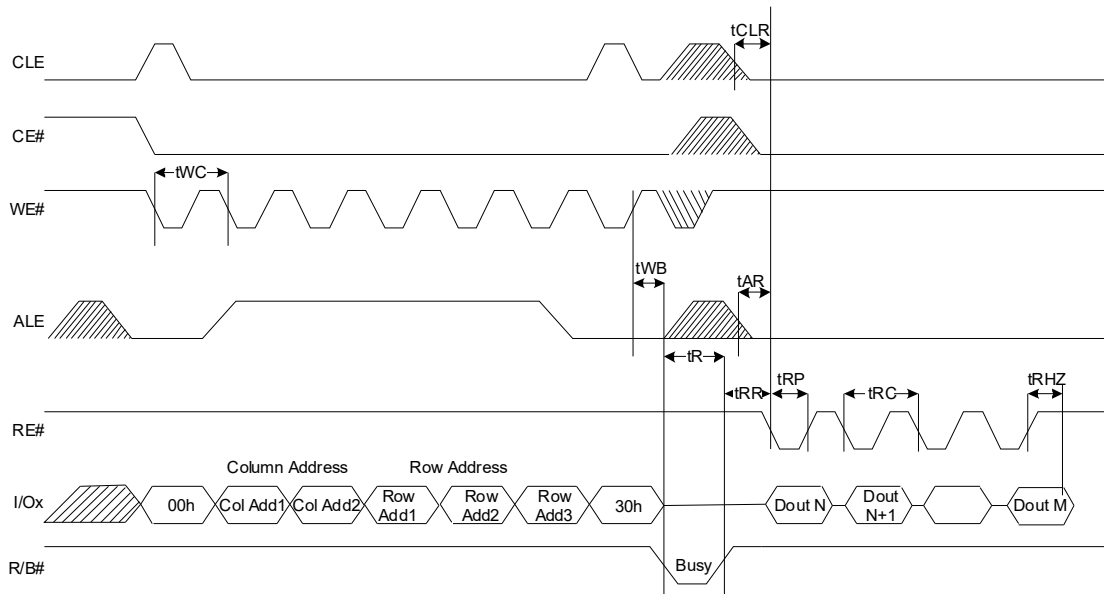 tCLR
CLE
CE#
tWC
WE#
tWB
tAR
ALE
tR
tRR
tRP
tRC
tRHZ
RE#
Column Address
Row Address
I/Ox
00h
Col Add1
Col Add2
Row
Add1
Row
Add2
Row
Add3
30h
Dout N
Dout
N+1
Dout M
R/B#
Busy